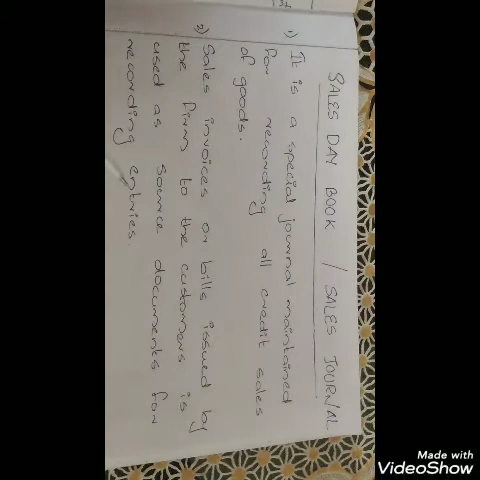 SALES DAY BOOK / SALES JOURNAL
1) It is a special journal maintained
for recording all credit sales
of goods.
2) Sales invoices or bills issued by
the firm to the customers is
used as source documents for
recording entries.
Made with
VideoShow